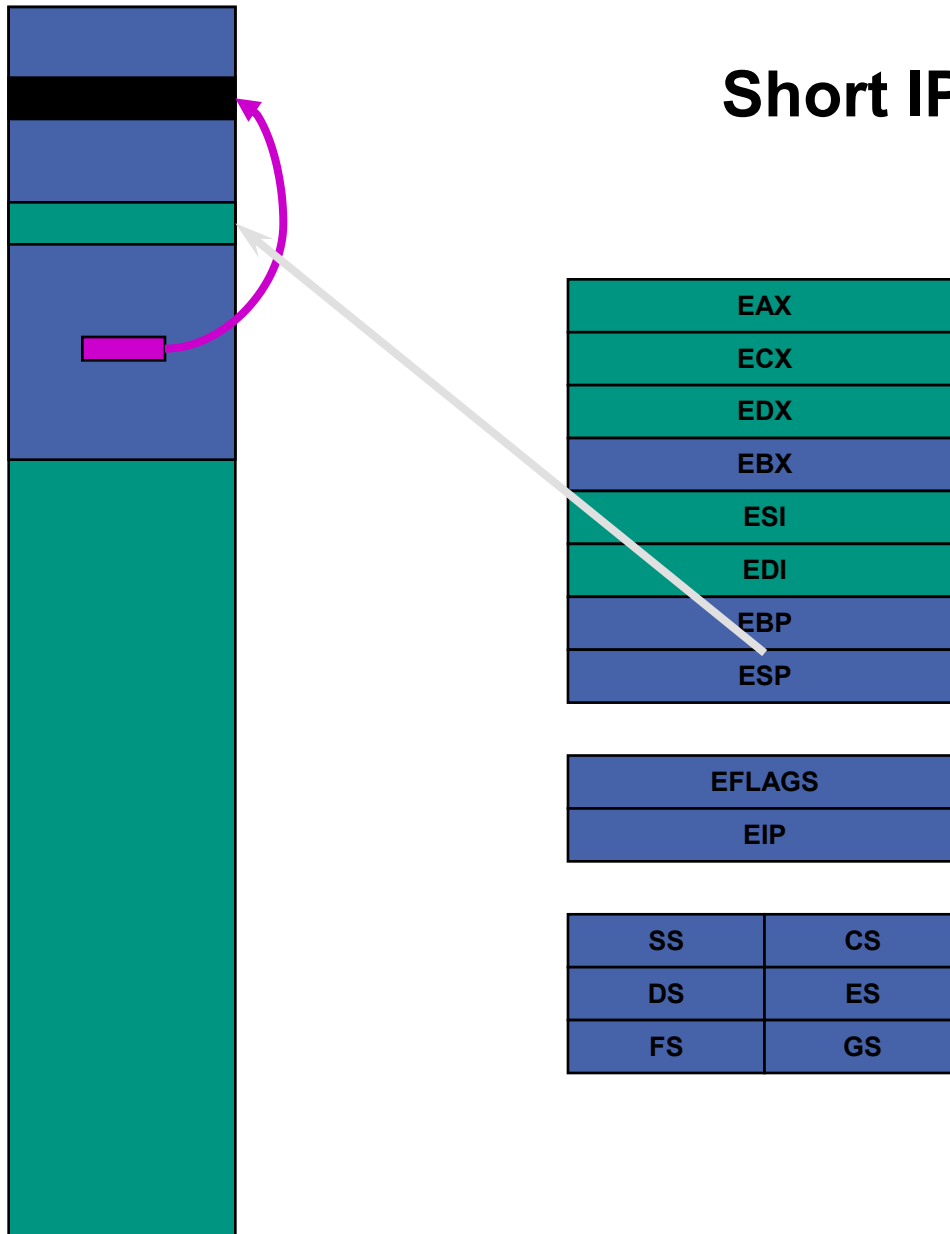 Short IP
EAX
ECX
EDX
EBX
ESI
EDI
EBP
ESP
EFLAGS
EIP
SS CS
DS ES
FS GS